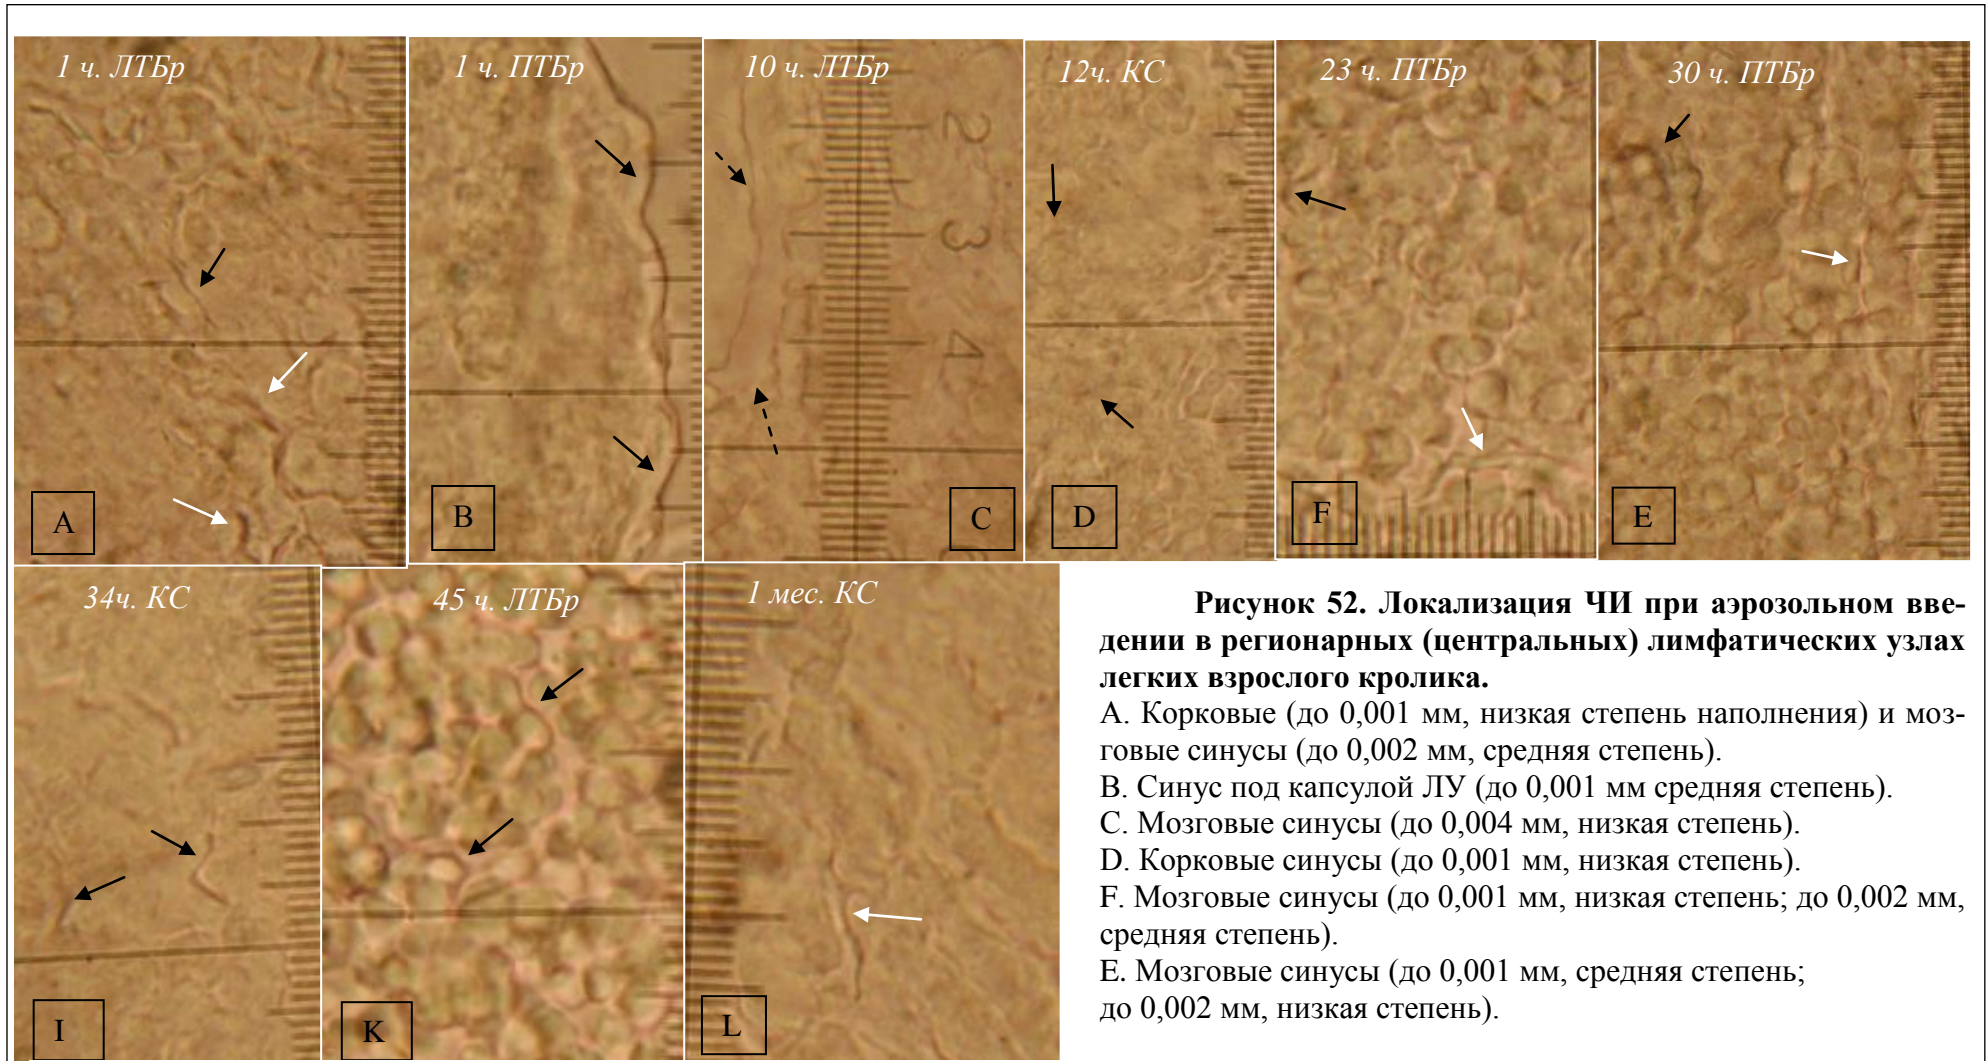 1 ч. ЛТБр
1 ч. ПТБр
10 ч. ЛТБр
12ч. КС
23 ч. ПТБр
30 ч. ПТБр
2
3
4
A
B
C
D
F
E
34ч. КС
45 ч. ЛТБр
1 мес. КС
I
K
L
Рисунок 52. Локализация ЧИ при аэрозольном вве-
дении в регионарных (центральных) лимфатических узлах
легких взрослого кролика.
А. Корковые (до 0,001 мм, низкая степень наполнения) и моз-
говые синусы (до 0,002 мм, средняя степень).
В. Синус под капсулой ЛУ (до 0,001 мм средняя степень).
С. Мозговые синусы (до 0,004 мм, низкая степень).
D. Корковые синусы (до 0,001 мм, низкая степень).
F. Мозговые синусы (до 0,001 мм, низкая степень; до 0,002 мм,
средняя степень).
Е. Мозговые синусы (до 0,001 мм, средняя степень;
до 0,002 мм, низкая степень).